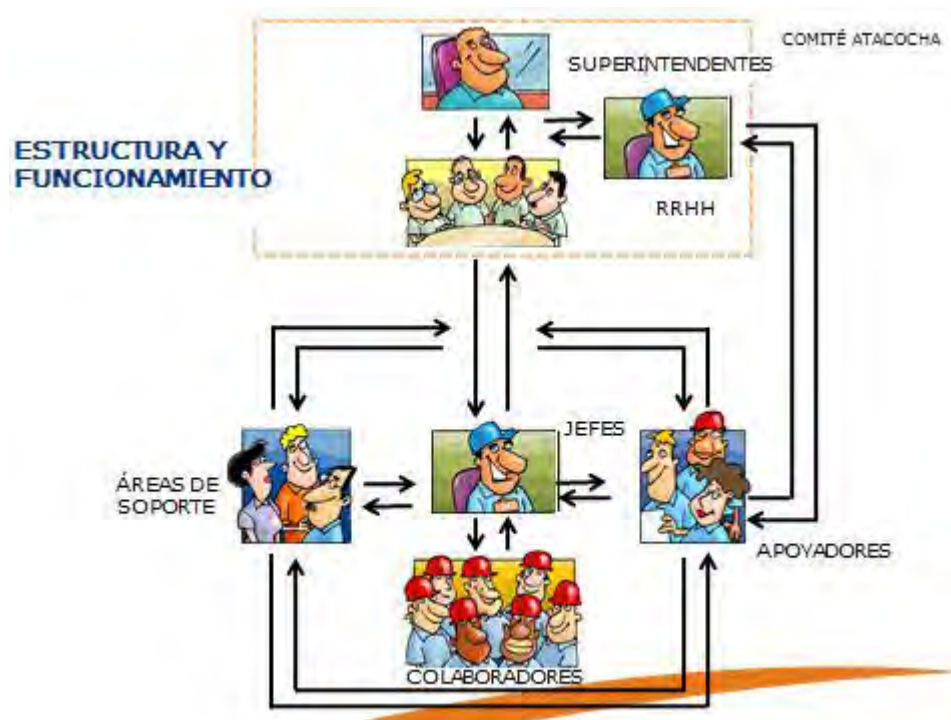 COMITÉ ATACOCHA
SUPERINTENDENTES
ESTRUCTURA Y
FUNCIONAMIENTO
RRHH
JEFES
ÁREAS DE
SOPORTE
APOYADORES
COLABORADORES